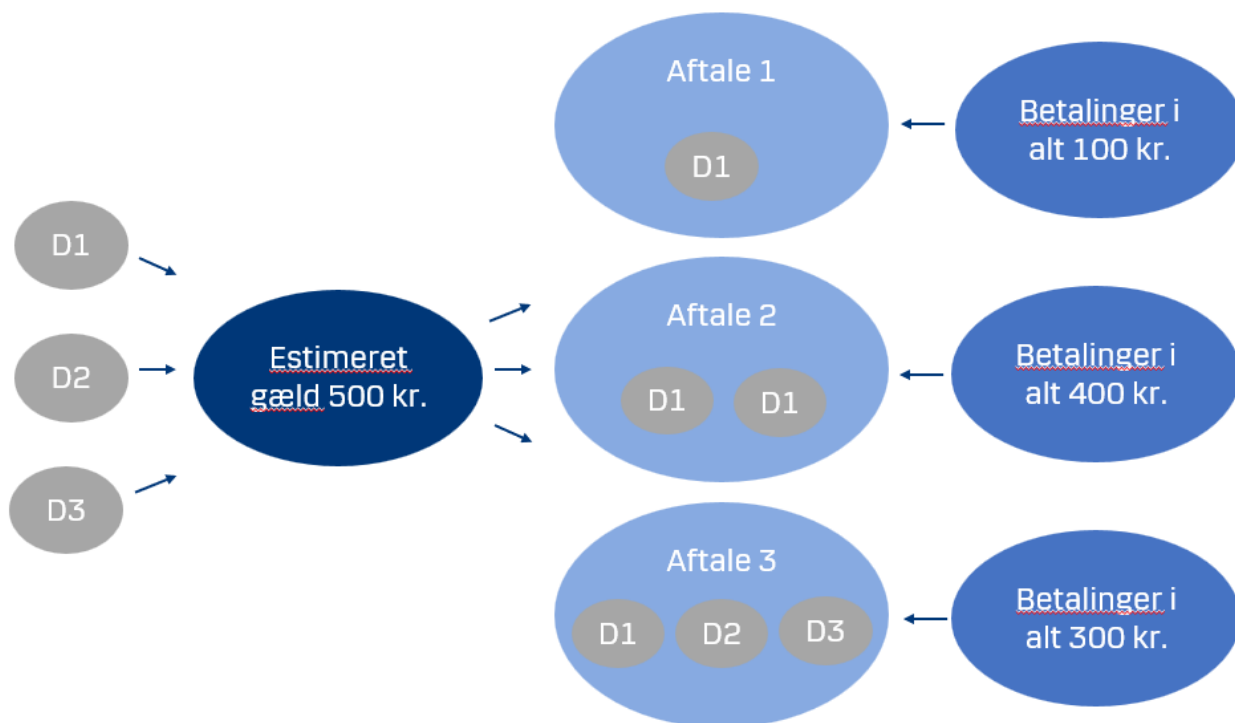 D1
D2
D3
Estimeret
gæld 500 kr.
Aftale 1
D1
Aftale 2
D1 D1
Aftale 3
D1 D2 D3
Betalinger i
alt 100 kr.
Betalinger i
alt 400 kr.
Betalinger i
alt 300 kr.